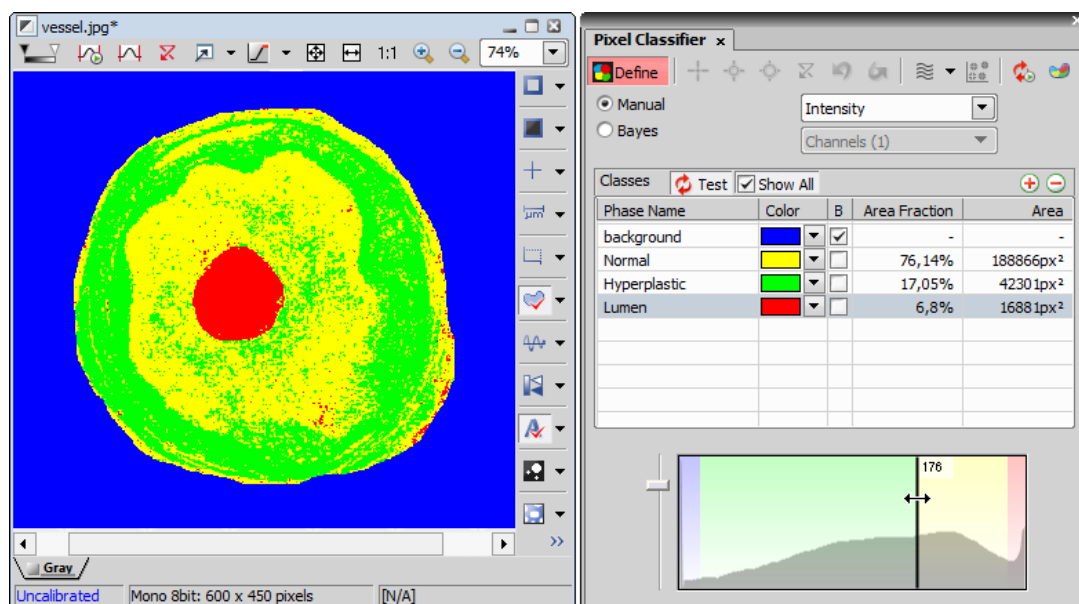 vessel.jpg*
1:1
74%
µm
Gray
Uncalibrated
Mono 8bit: 600 x 450 pixels
[N/A]
Pixel Classifier x
Define
Manual
Intensity
Bayes
Channels (1)
Classes Test Show All
Phase Name Color B Area Fraction Area
background - -
Normal 76,14% 188866px²
Hyperplastic 17,05% 42301px²
Lumen 6,8% 16881px²
176